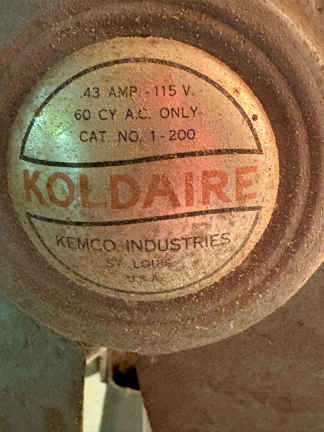 .43 AMP - 115 V.
60 CY A.C. ONLY
CAT. NO. 1-200
KOLDAIRE
KEMCO INDUSTRIES
ST. LOUIS
U.S.A.